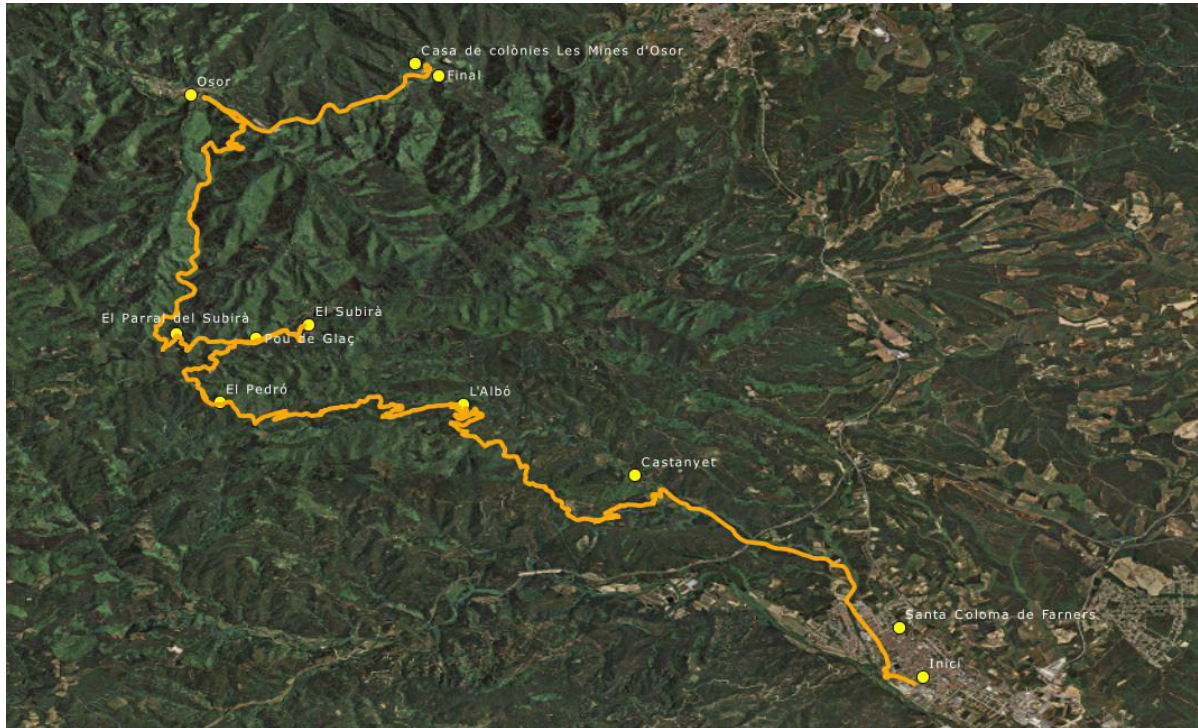 Casa de colònies Les Mines d'Osor
Final
Osor
El Subirà
El Parral del Subirà
Pou de Glaç
El Pedró
L'Albó
Castanyet
Santa Coloma de Farners
Inici